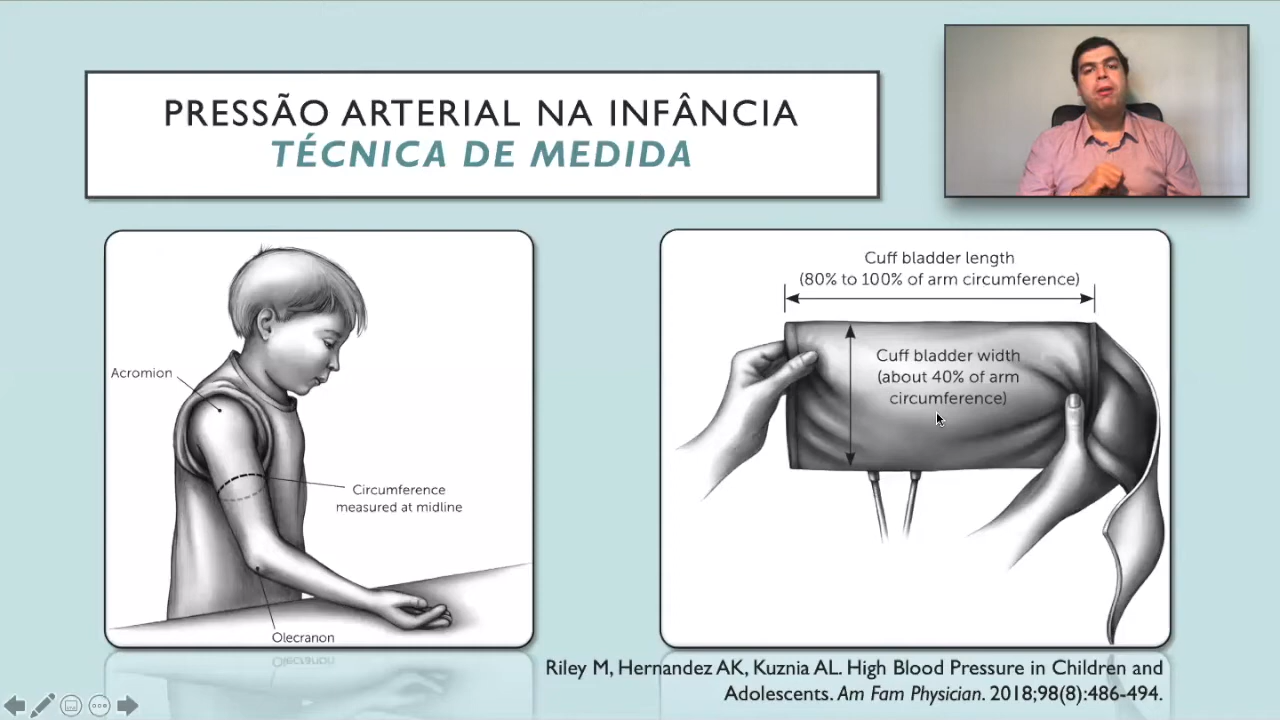 PRESSÃO ARTERIAL NA INFÂNCIA
TÉCNICA DE MEDIDA
Acromion
Circumference
measured at midline
Olecranon
Cuff bladder length
(80% to 100% of arm circumference)
Cuff bladder width
(about 40% of arm
circumference)
Riley M, Hernandez AK, Kuznia AL. High Blood Pressure in Children and
Adolescents. Am Fam Physician. 2018;98(8):486-494.